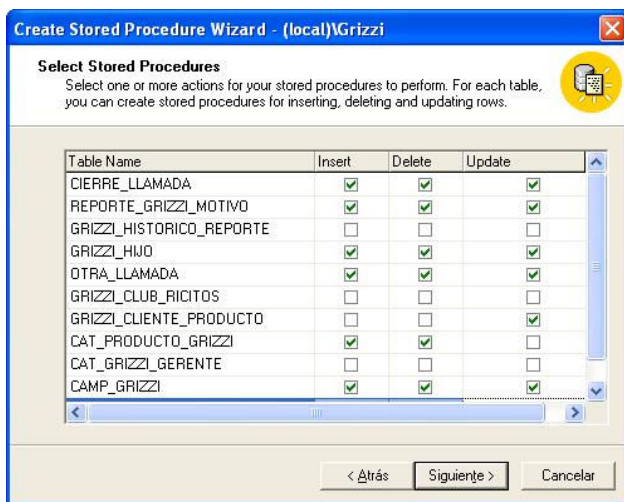 Create Stored Procedure Wizard - (local)\Grizzi
Select Stored Procedures
Select one or more actions for your stored procedures to perform. For each table,
you can create stored procedures for inserting, deleting and updating rows.
Table Name Insert Delete Update
CIERRE_LLAMADA
REPORTE_GRIZZI_MOTIVO
GRIZZI_HISTORICO_REPORTE
GRIZZI_HIJO
OTRA_LLAMADA
GRIZZI_CLUB_RICITOS
GRIZZI_CLIENTE_PRODUCTO
CAT_PRODUCTO_GRIZZI
CAT_GRIZZI_GERENTE
CAMP_GRIZZI
< Atrás Siguiente > Cancelar